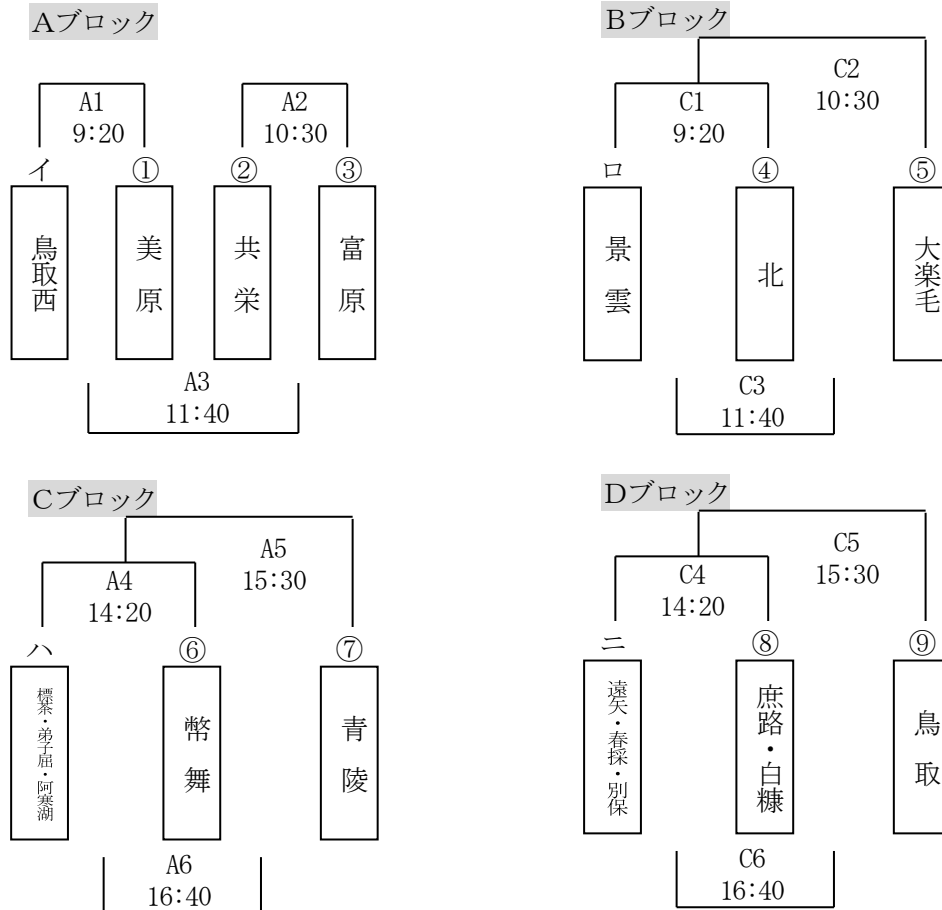 Aブロック
A1
9:20
A2
10:30
イ
①
②
③
鳥取西
美原
共栄
富原
A3
11:40
Bブロック
C2
10:30
C1
9:20
ロ
④
⑤
景雲
北
大楽毛
C3
11:40
Cブロック
A5
15:30
A4
14:20
ハ
⑥
⑦
標茶・弟子屈・阿寒湖
幣舞
青陵
A6
16:40
Dブロック
C5
15:30
C4
14:20
ニ
⑧
⑨
遠矢・春採・別保
庶路・白糠
鳥取
C6
16:40